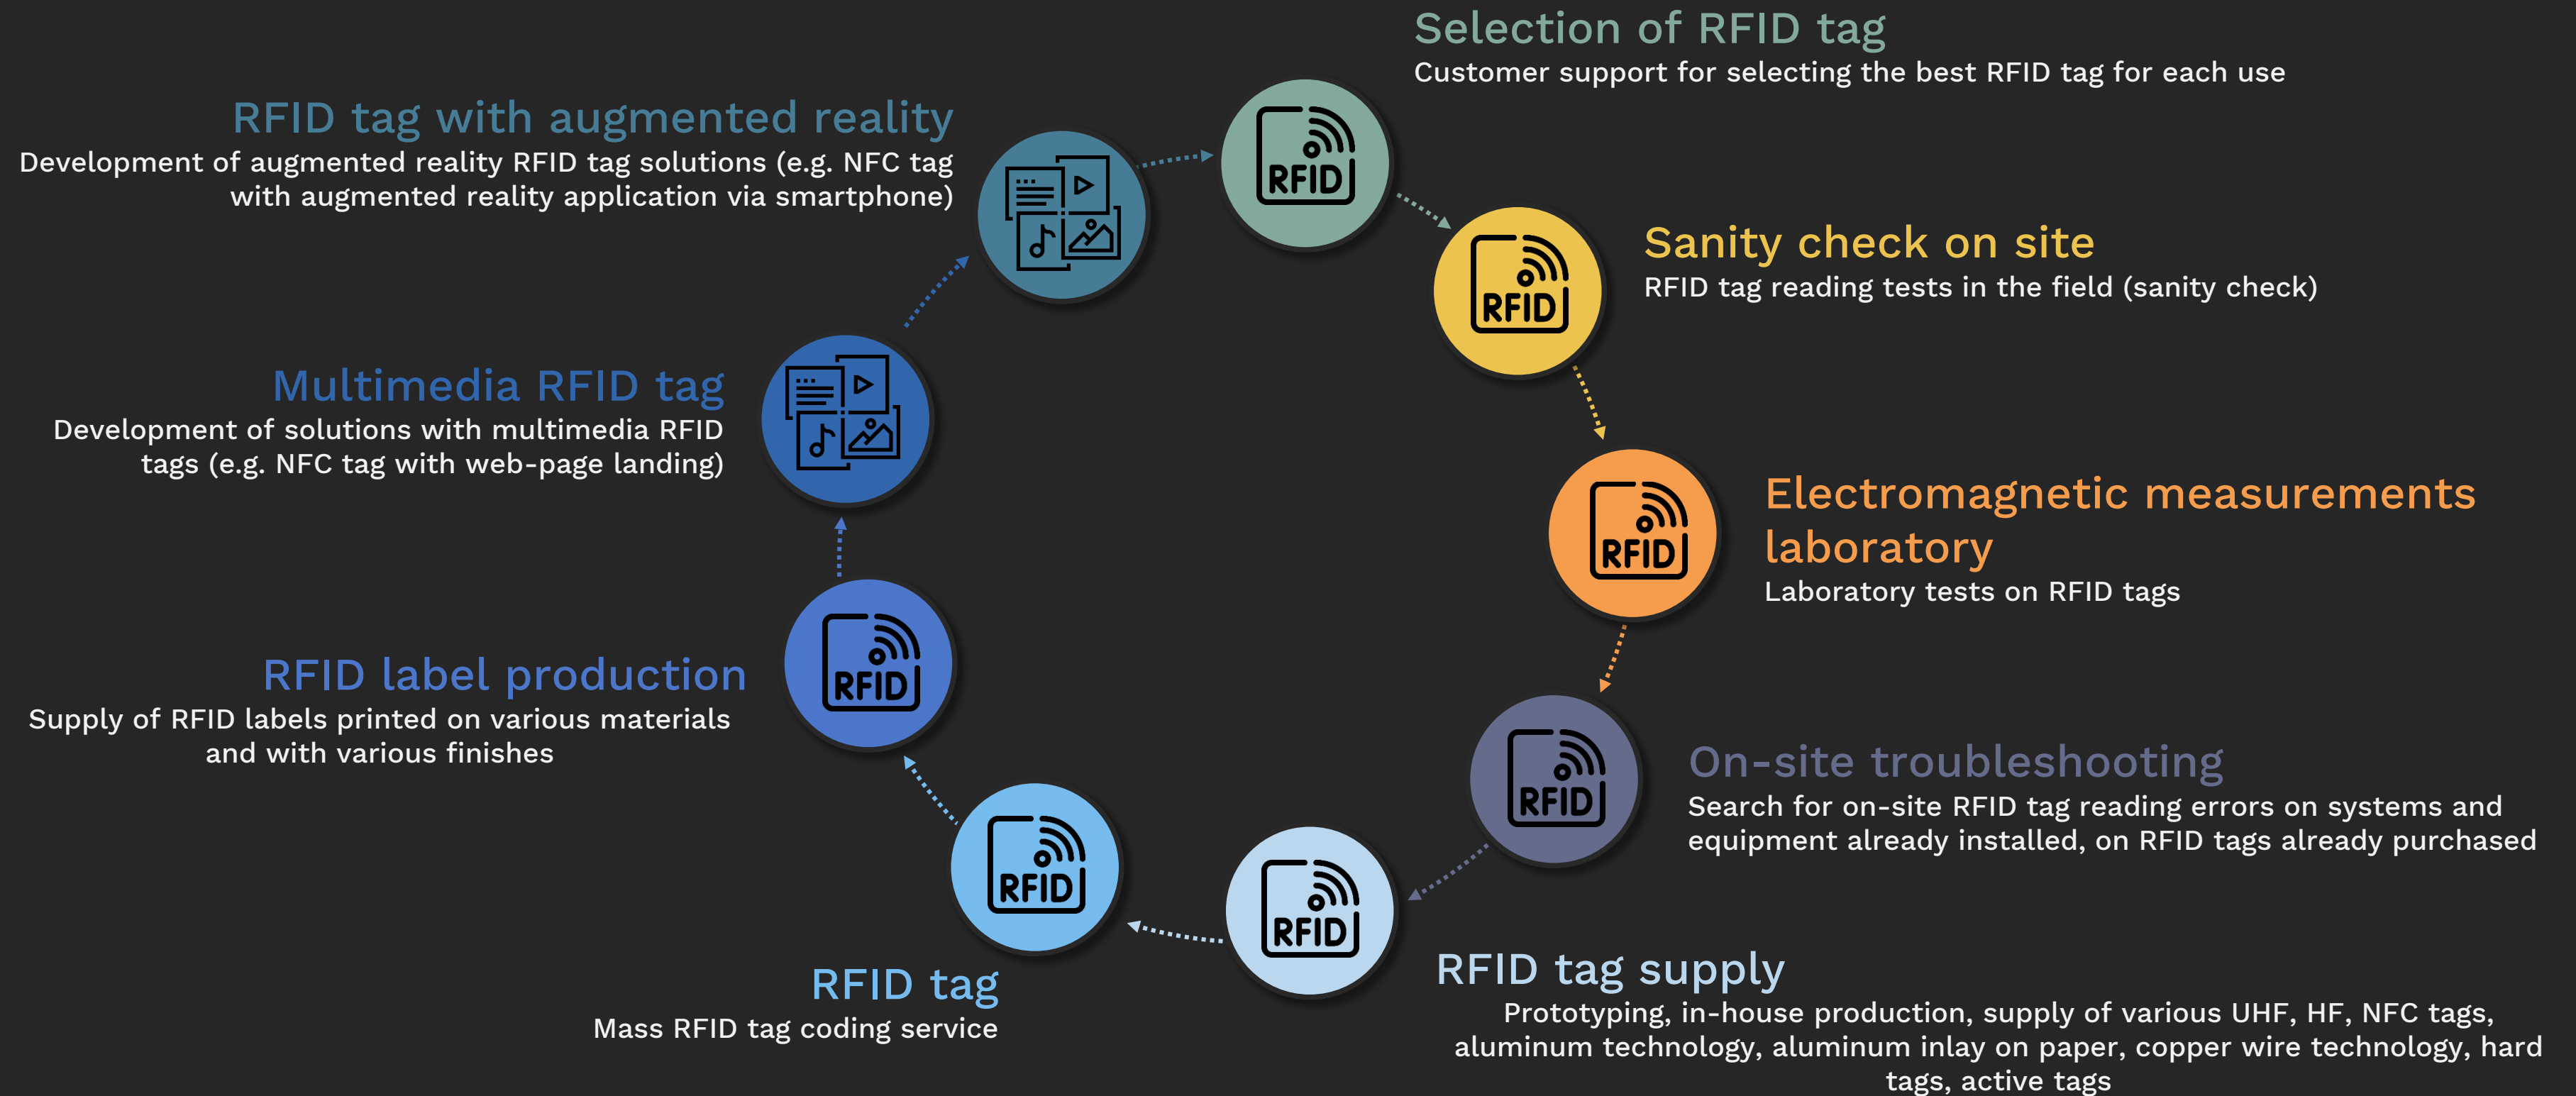 Selection of RFID tag
Customer support for selecting the best RFID tag for each use
RFID
Sanity check on site
RFID tag reading tests in the field (sanity check)
RFID
Electromagnetic measurements
laboratory
Laboratory tests on RFID tags
RFID
On-site troubleshooting
Search for on-site RFID tag reading errors on systems and
equipment already installed, on RFID tags already purchased
RFID
RFID tag supply
Prototyping, in-house production, supply of various UHF, HF, NFC tags,
aluminum technology, aluminum inlay on paper, copper wire technology, hard
tags, active tags
RFID
RFID tag
Mass RFID tag coding service
RFID
RFID label production
Supply of RFID labels printed on various materials
and with various finishes
RFID
Multimedia RFID tag
Development of solutions with multimedia RFID
tags (e.g. NFC tag with web-page landing)
RFID tag with augmented reality
Development of augmented reality RFID tag solutions (e.g. NFC tag
with augmented reality application via smartphone)